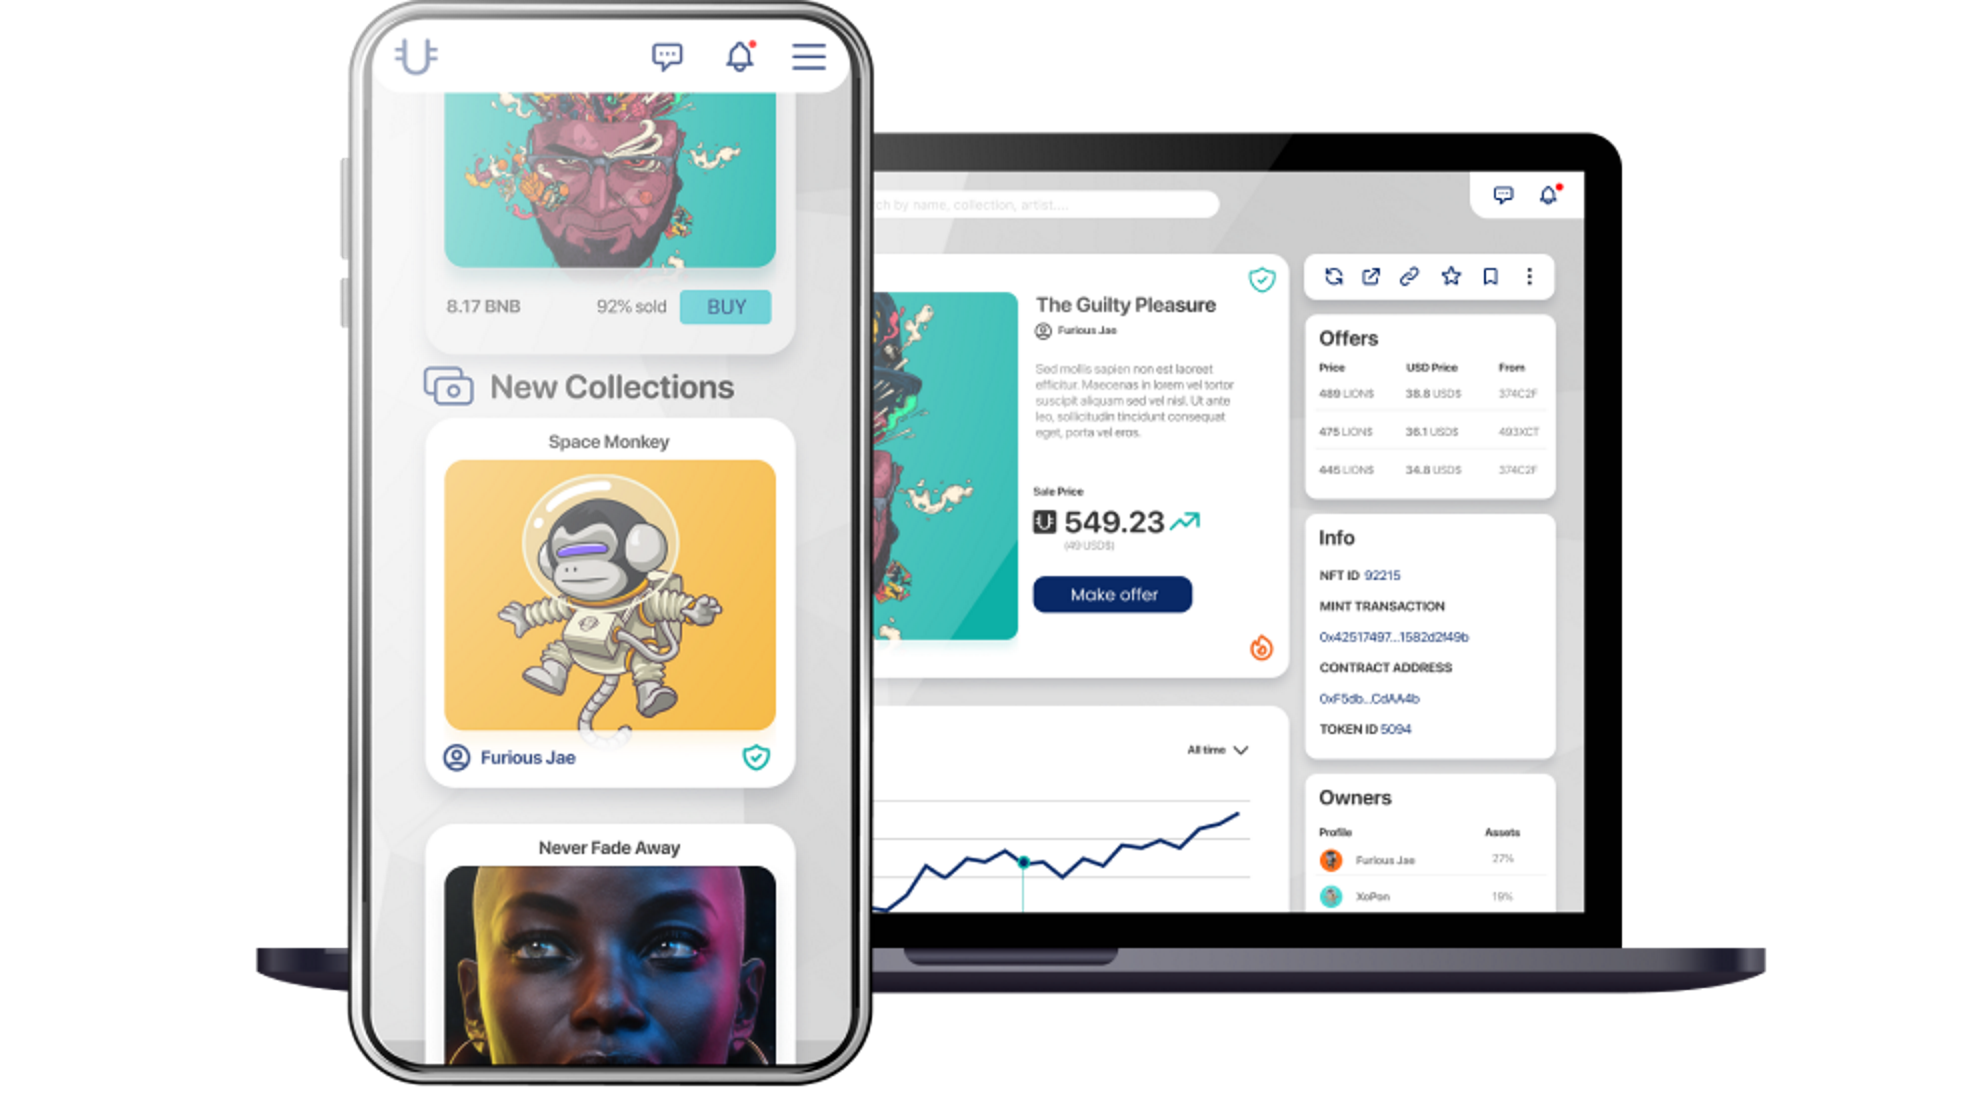 8.17 BNB
92% sold
BUY
New Collections
Space Monkey
Furious Jae
Never Fade Away
ch by name, collection, artist....
The Guilty Pleasure
Furious Jae
Sed mollis sapien non est laoreet
efficitur. Maecenas in lorem vel tortor
suscipit aliquam sed vel nisl. Ut ante
leo, sollicitudin tincidunt consequat
eget, porta vel eros.
Sale Price
549.23
(49 USD$)
Make offer
All time
Offers
Price USD Price From
489 LIONS 38.8 USD$ 374C2F
475 LIONS 36.1 USD$ 493XCT
445 LIONS 34.8 USD$ 374C2F
Info
NFT ID 92215
MINT TRANSACTION
0x42517497...1582d2f49b
CONTRACT ADDRESS
0xF5db...CdAA4b
TOKEN ID 5094
Owners
Profile Assets
Furious Jae 27%
XoPon 19%